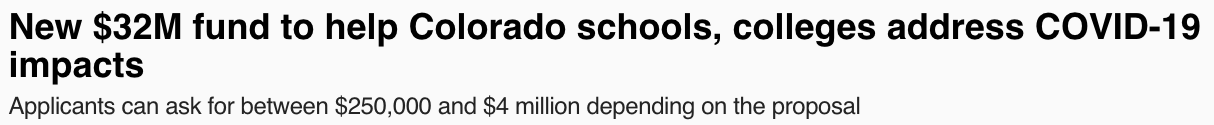 New $32M fund to help Colorado schools, colleges address COVID-19
impacts
Applicants can ask for between $250,000 and $4 million depending on the proposal